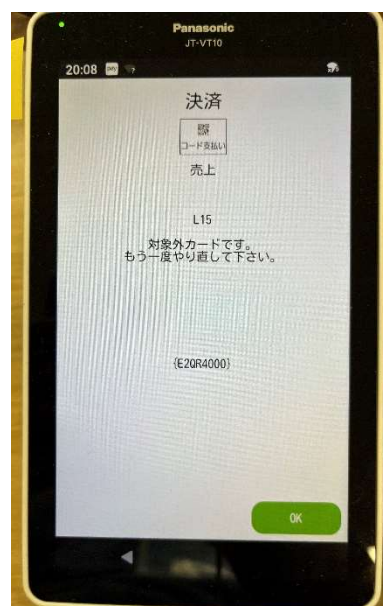 Panasonic
JT-VT10
20:08
決済
コード支払い
売上
L15
対象外カードです。
もう一度やり直して下さい。
{E20R4000}
OK